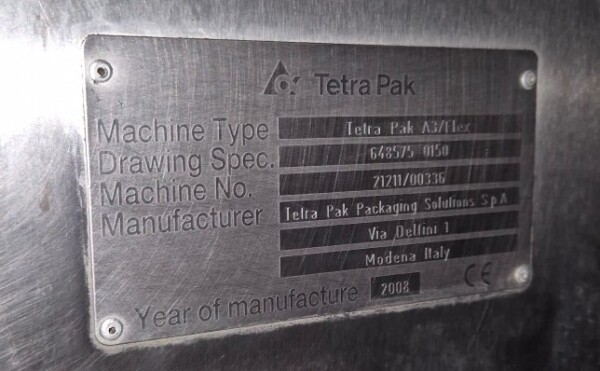 Tetra Pak
Machine Type Tetra Pak A3/Flex
Drawing Spec. 648575 0150
Machine No. 21211/00336
Manufacturer Tetra Pak Packaging Solutions S.p.A
Via Delfini 1
Modena Italy
Year of manufacture 2008 CE